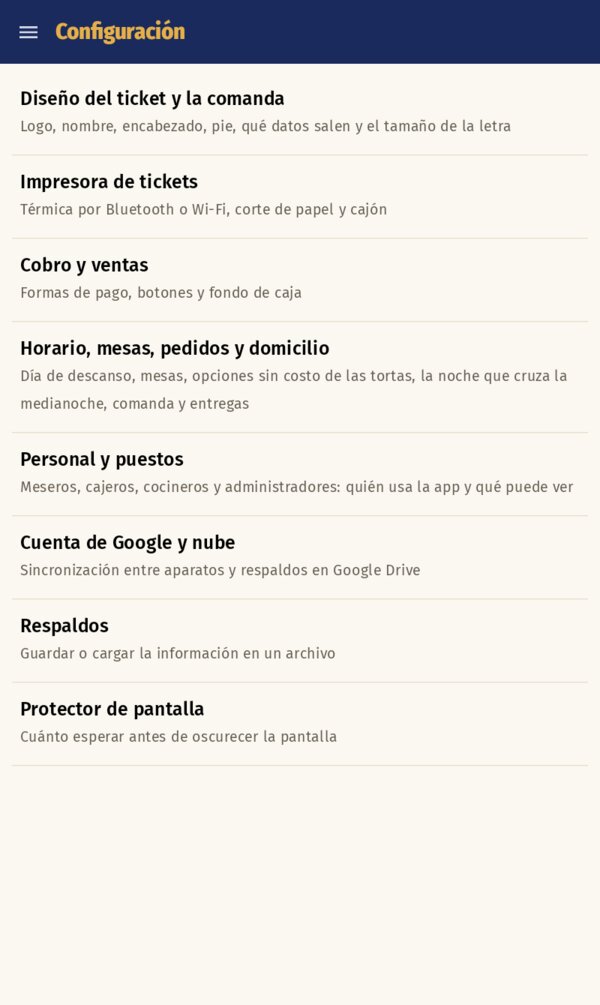 Configuración
Diseño del ticket y la comanda
Logo, nombre, encabezado, pie, qué datos salen y el tamaño de la letra
Impresora de tickets
Térmica por Bluetooth o Wi-Fi, corte de papel y cajón
Cobro y ventas
Formas de pago, botones y fondo de caja
Horario, mesas, pedidos y domicilio
Día de descanso, mesas, opciones sin costo de las tortas, la noche que cruza la
medianoche, comanda y entregas
Personal y puestos
Meseros, cajeros, cocineros y administradores: quién usa la app y qué puede ver
Cuenta de Google y nube
Sincronización entre aparatos y respaldos en Google Drive
Respaldos
Guardar o cargar la información en un archivo
Protector de pantalla
Cuánto esperar antes de oscurecer la pantalla